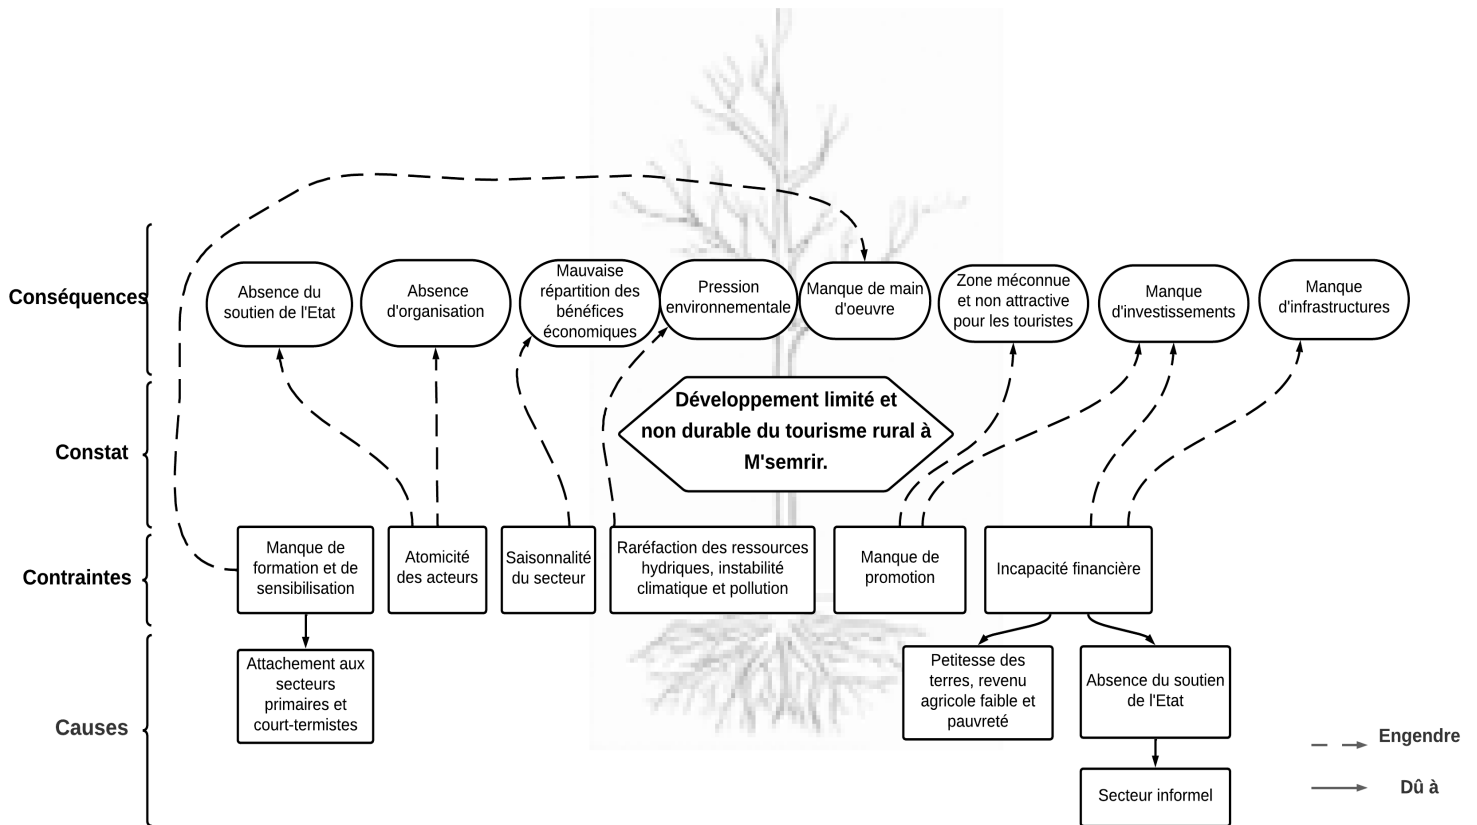 Conséquences
Absence du
soutien de l'Etat
Absence
d'organisation
Mauvaise
répartition des
bénéfices
économiques
Pression
environnementale
Manque de main
d'oeuvre
Zone méconnue
et non attractive
pour les touristes
Manque
d'investissements
Manque
d'infrastructures
Constat
Développement limité et
non durable du tourisme rural à
M'semrir.
Contraintes
Manque de
formation et de
sensibilisation
Atomicité
des acteurs
Saisonnalité
du secteur
Raréfaction des ressources
hydriques, instabilité
climatique et pollution
Manque de
promotion
Incapacité financière
Causes
Attachement aux
secteurs
primaires et
court-termistes
Petitesse des
terres, revenu
agricole faible et
pauvreté
Absence du soutien
de l'Etat
Secteur informel
Engendre
Dû à